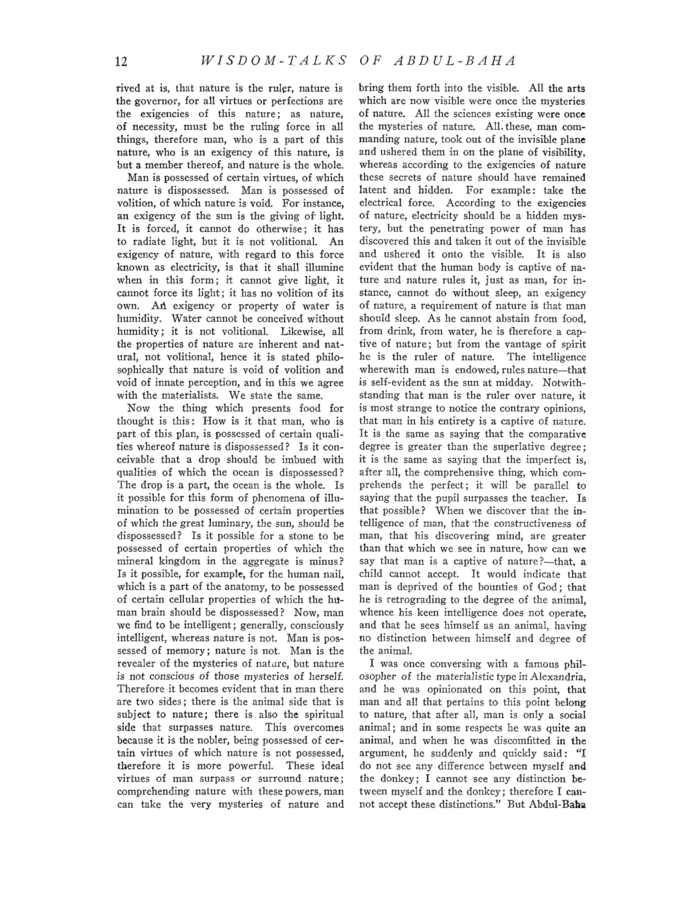 12
WISDOM-TALKS OF ABDUL-BAHA
rived at is, that nature is the ruler, nature is
the governor, for all virtues or perfections are
the exigencies of this nature; as nature,
of necessity, must be the ruling force in all
things, therefore man, who is a part of this
nature, who is an exigency of this nature, is
but a member thereof, and nature is the whole.
Man is possessed of certain virtues, of which
nature is dispossessed. Man is possessed of
volition, of which nature is void. For instance,
an exigency of the sun is the giving of light.
It is forced, it cannot do otherwise; it has
to radiate light, but it is not volitional. An
exigency of nature, with regard to this force
known as electricity, is that it shall illumine
when in this form; it cannot give light, it
cannot force its light; it has no volition of its
own. An exigency or property of water is
humidity. Water cannot be conceived without
humidity; it is not volitional. Likewise, all
the properties of nature are inherent and nat-
ural, not volitional, hence it is stated philo-
sophically that nature is void of volition and
void of innate perception, and in this we agree
with the materialists. We state the same.
Now the thing which presents food for
thought is this: How is it that man, who is
part of this plan, is possessed of certain quali-
ties whereof nature is dispossessed? Is it con-
ceivable that a drop should be imbued with
qualities of which the ocean is dispossessed?
The drop is a part, the ocean is the whole. Is
it possible for this form of phenomena of illu-
mination to be possessed of certain properties
of which the great luminary, the sun, should be
dispossessed? Is it possible for a stone to be
possessed of certain properties of which the
mineral kingdom in the aggregate is minus?
Is it possible, for example, for the human nail,
which is a part of the anatomy, to be possessed
of certain cellular properties of which the hu-
man brain should be dispossessed? Now, man
we find to be intelligent; generally, consciously
intelligent, whereas nature is not. Man is pos-
sessed of memory; nature is not. Man is the
revealer of the mysteries of nature, but nature
is not conscious of those mysteries of herself.
Therefore it becomes evident that in man there
are two sides; there is the animal side that is
subject to nature; there is also the spiritual
side that surpasses nature. This overcomes
because it is the nobler, being possessed of cer-
tain virtues of which nature is not possessed,
therefore it is more powerful. These ideal
virtues of man surpass or surround nature;
comprehending nature with these powers, man
can take the very mysteries of nature and
bring them forth into the visible. All the arts
which are now visible were once the mysteries
of nature. All the sciences existing were once
the mysteries of nature. All these, man com-
manding nature, took out of the invisible plane
and ushered them in on the plane of visibility,
whereas according to the exigencies of nature
these secrets of nature should have remained
latent and hidden. For example: take the
electrical force. According to the exigencies
of nature, electricity should be a hidden mys-
tery, but the penetrating power of man has
discovered this and taken it out of the invisible
and ushered it onto the visible. It is also
evident that the human body is captive of na-
ture and nature rules it, just as man, for in-
stance, cannot do without sleep, an exigency
of nature, a requirement of nature is that man
should sleep. As he cannot abstain from food,
from drink, from water, he is therefore a cap-
tive of nature; but from the vantage of spirit
he is the ruler of nature. The intelligence
wherewith man is endowed, rules nature—that
is self-evident as the sun at midday. Notwith-
standing that man is the ruler over nature, it
is most strange to notice the contrary opinions,
that man in his entirety is a captive of nature.
It is the same as saying that the comparative
degree is greater than the superlative degree;
it is the same as saying that the imperfect is,
after all, the comprehensive thing, which com-
prehends the perfect; it will be parallel to
saying that the pupil surpasses the teacher. Is
that possible? When we discover that the in-
telligence of man, that the constructiveness of
man, that his discovering mind, are greater
than that which we see in nature, how can we
say that man is a captive of nature?—that, a
child cannot accept. It would indicate that
man is deprived of the bounties of God; that
he is retrograding to the degree of the animal,
whence his keen intelligence does not operate,
and that he sees himself as an animal, having
no distinction between himself and degree of
the animal.
I was once conversing with a famous phil-
osopher of the materialistic type in Alexandria,
and he was opinionated on this point, that
man and all that pertains to this point belong
to nature, that after all, man is only a social
animal; and in some respects he was quite an
animal, and when he was discomfitted in the
argument, he suddenly and quickly said: "I
do not see any difference between myself and
the donkey; I cannot see any distinction be-
tween myself and the donkey; therefore I can-
not accept these distinctions." But Abdul-Baha